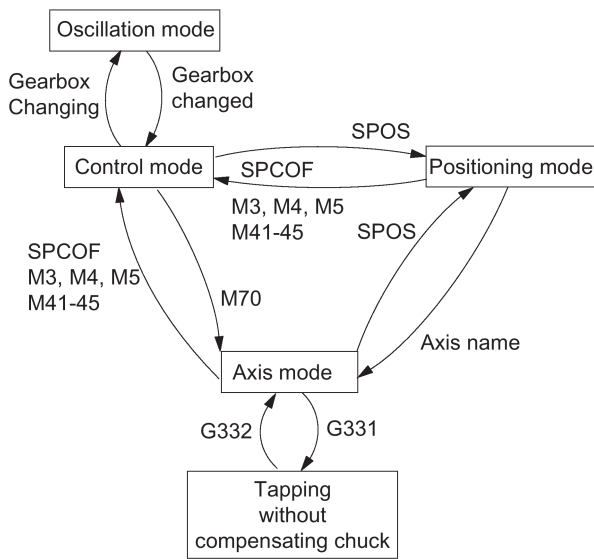 Oscillation mode
Gearbox
Changing
Gearbox
changed
SPOS
Control mode
SPCOF
Positioning mode
M3, M4, M5
M41-45
SPOS
SPCOF
M3, M4, M5
M41-45
M70
Axis name
Axis mode
G332
G331
Tapping
without
compensating chuck